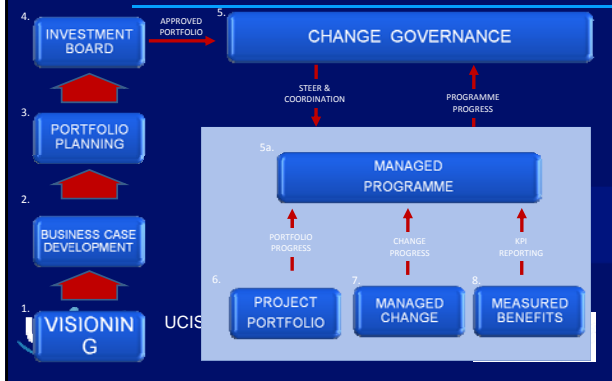 4.
INVESTMENT
BOARD
APPROVED
PORTFOLIO
5.
CHANGE GOVERNANCE
STEER &
COORDINATION
PROGRAMME
PROGRESS
3.
PORTFOLIO
PLANNING
5a.
MANAGED
PROGRAMME
2.
BUSINESS CASE
DEVELOPMENT
PORTFOLIO
PROGRESS
CHANGE
PROGRESS
KPI
REPORTING
1.
VISIONIN
G
UCIS
6.
PROJECT
PORTFOLIO
7.
MANAGED
CHANGE
8.
MEASURED
BENEFITS